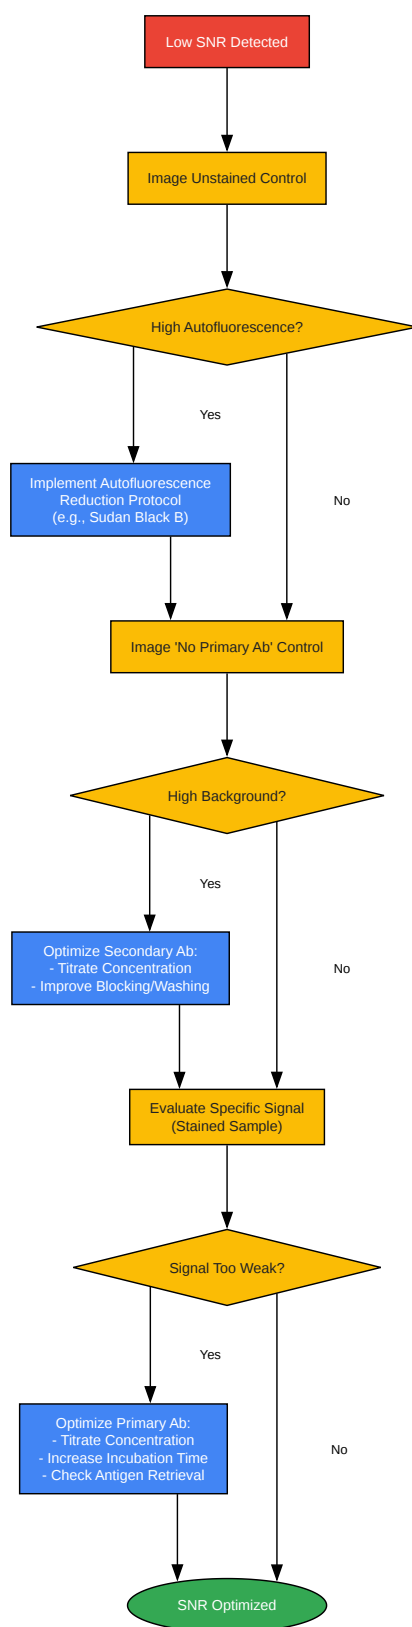 Low SNR Detected
Image Unstained Control
High Autofluorescence?
Yes
Implement Autofluorescence
Reduction Protocol
(e.g., Sudan Black B)
No
Image 'No Primary Ab' Control
High Background?
Yes
Optimize Secondary Ab:
- Titrate Concentration
- Improve Blocking/Washing
No
Evaluate Specific Signal
(Stained Sample)
Signal Too Weak?
Yes
Optimize Primary Ab:
- Titrate Concentration
- Increase Incubation Time
- Check Antigen Retrieval
No
SNR Optimized